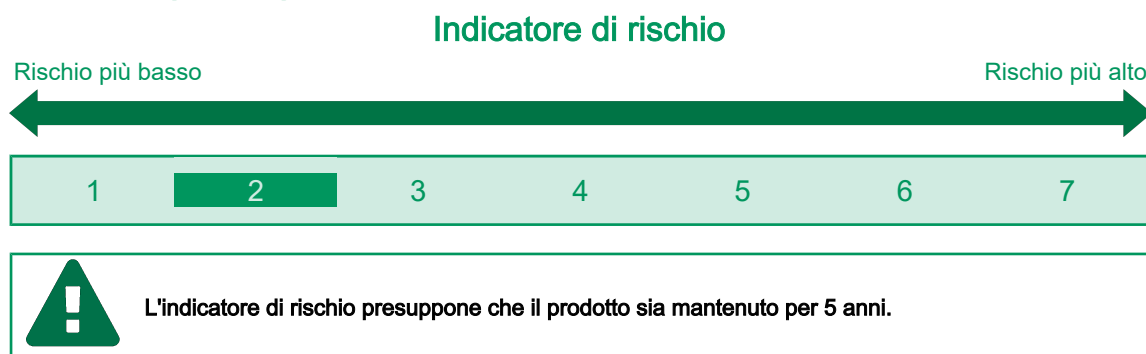 Indicatore di rischio
Rischio più basso Rischio più alto
1 2 3 4 5 6 7
L'indicatore di rischio presuppone che il prodotto sia mantenuto per 5 anni.